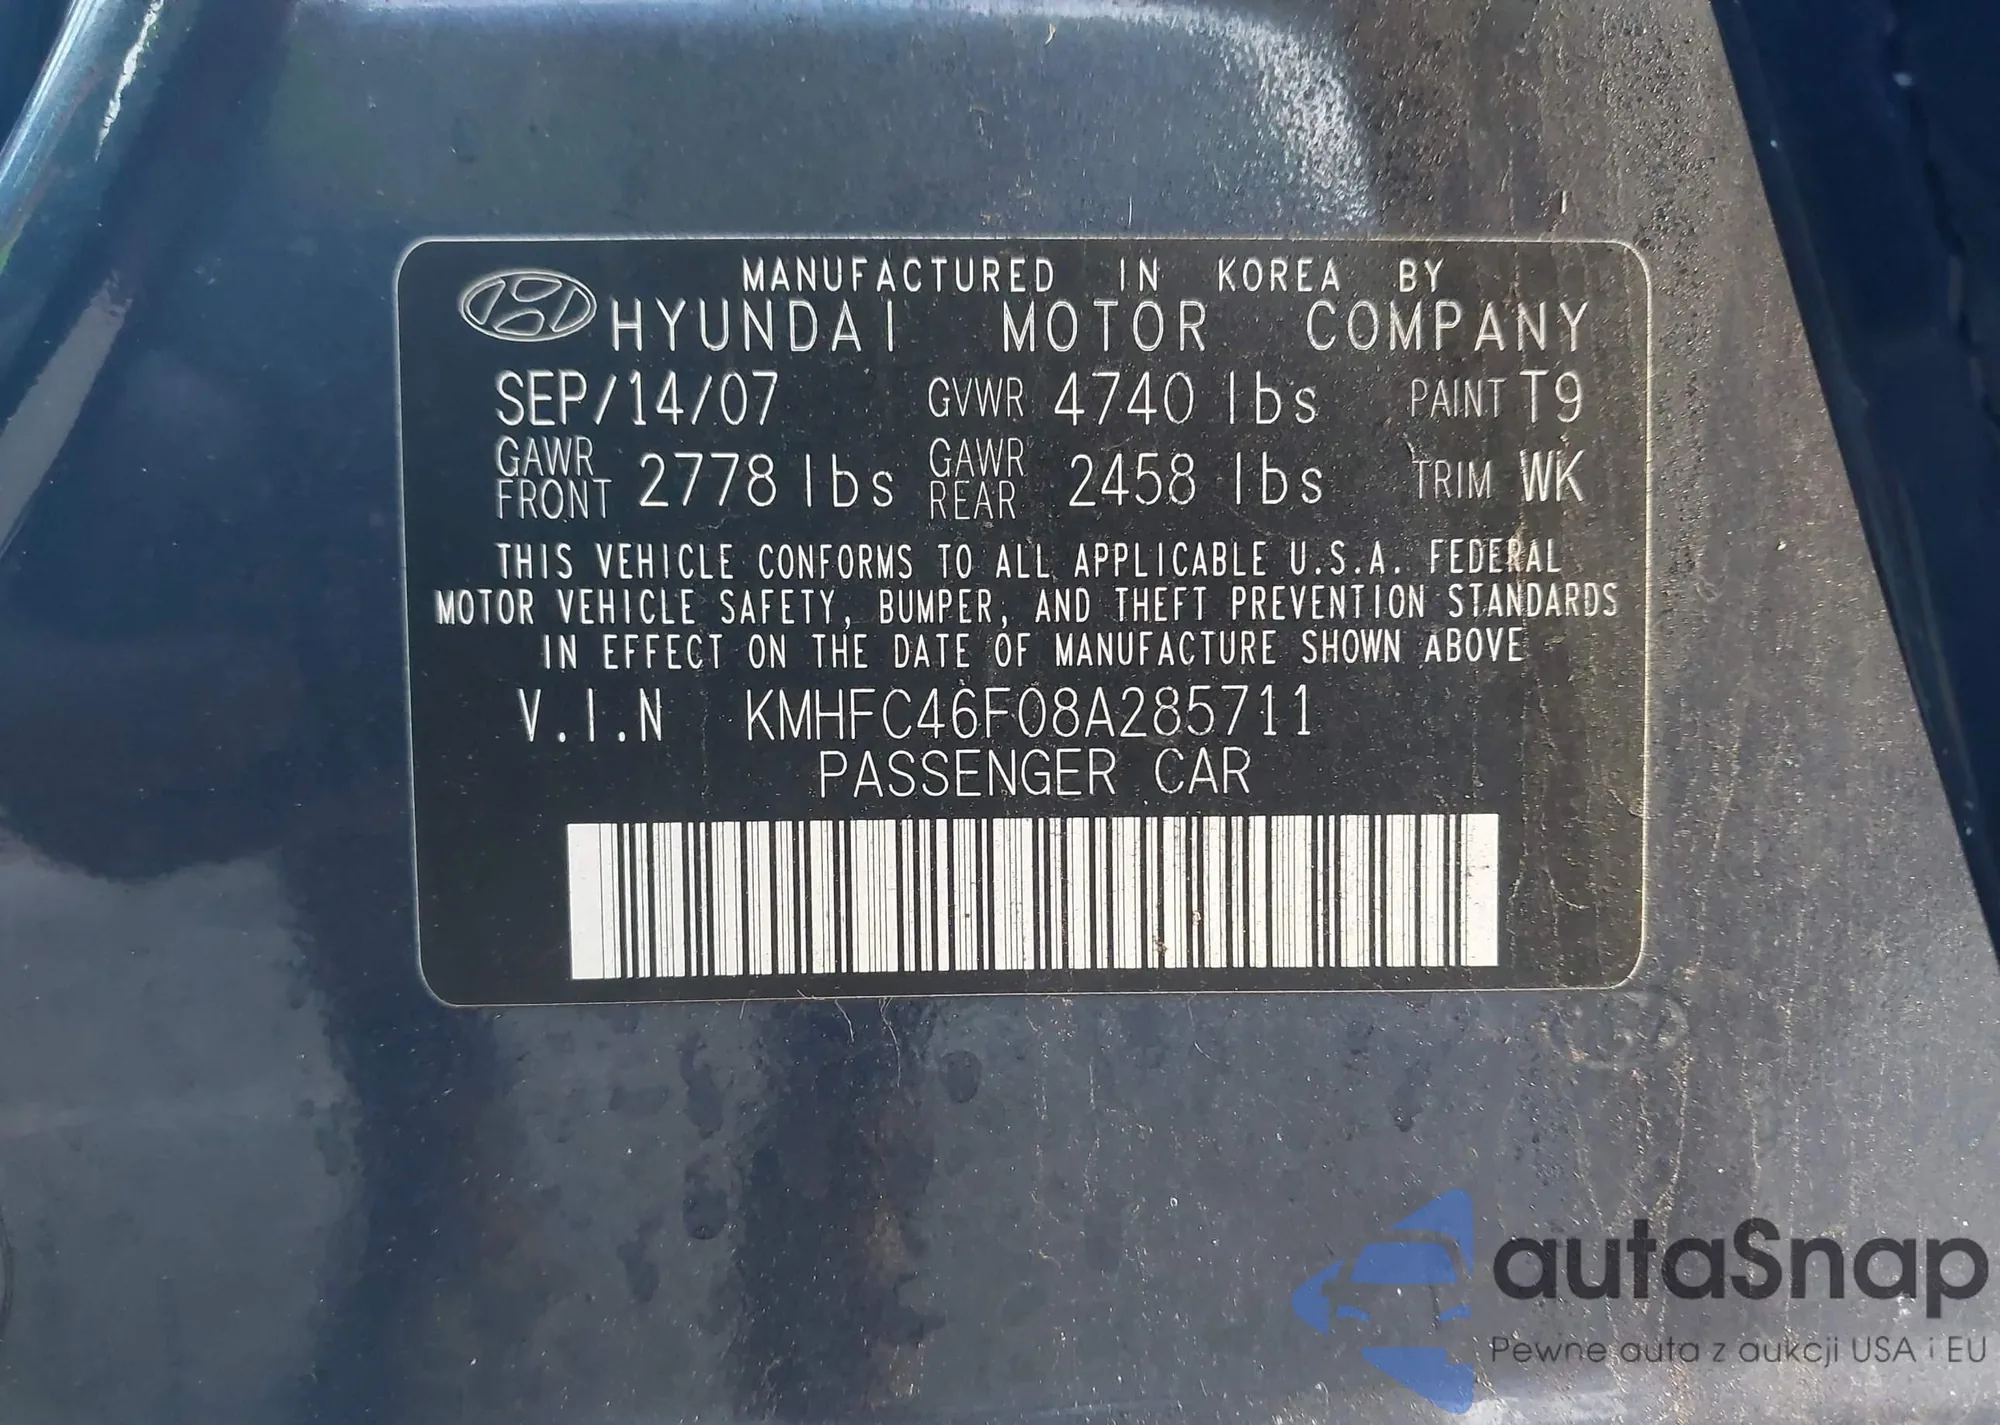 MANUFACTURED IN KOREA BY
HYUNDAI MOTOR COMPANY
SEP/14/07 GVWR 4740 lbs PAINT T9
GAWR FRONT 2778 lbs GAWR REAR 2458 lbs TRIM WK
THIS VEHICLE CONFORMS TO ALL APPLICABLE U.S.A. FEDERAL
MOTOR VEHICLE SAFETY, BUMPER, AND THEFT PREVENTION STANDARDS
IN EFFECT ON THE DATE OF MANUFACTURE SHOWN ABOVE
V.I.N KMHFC46F08A285711
PASSENGER CAR
autaSnap
Pewne auta z aukcji USA i EU